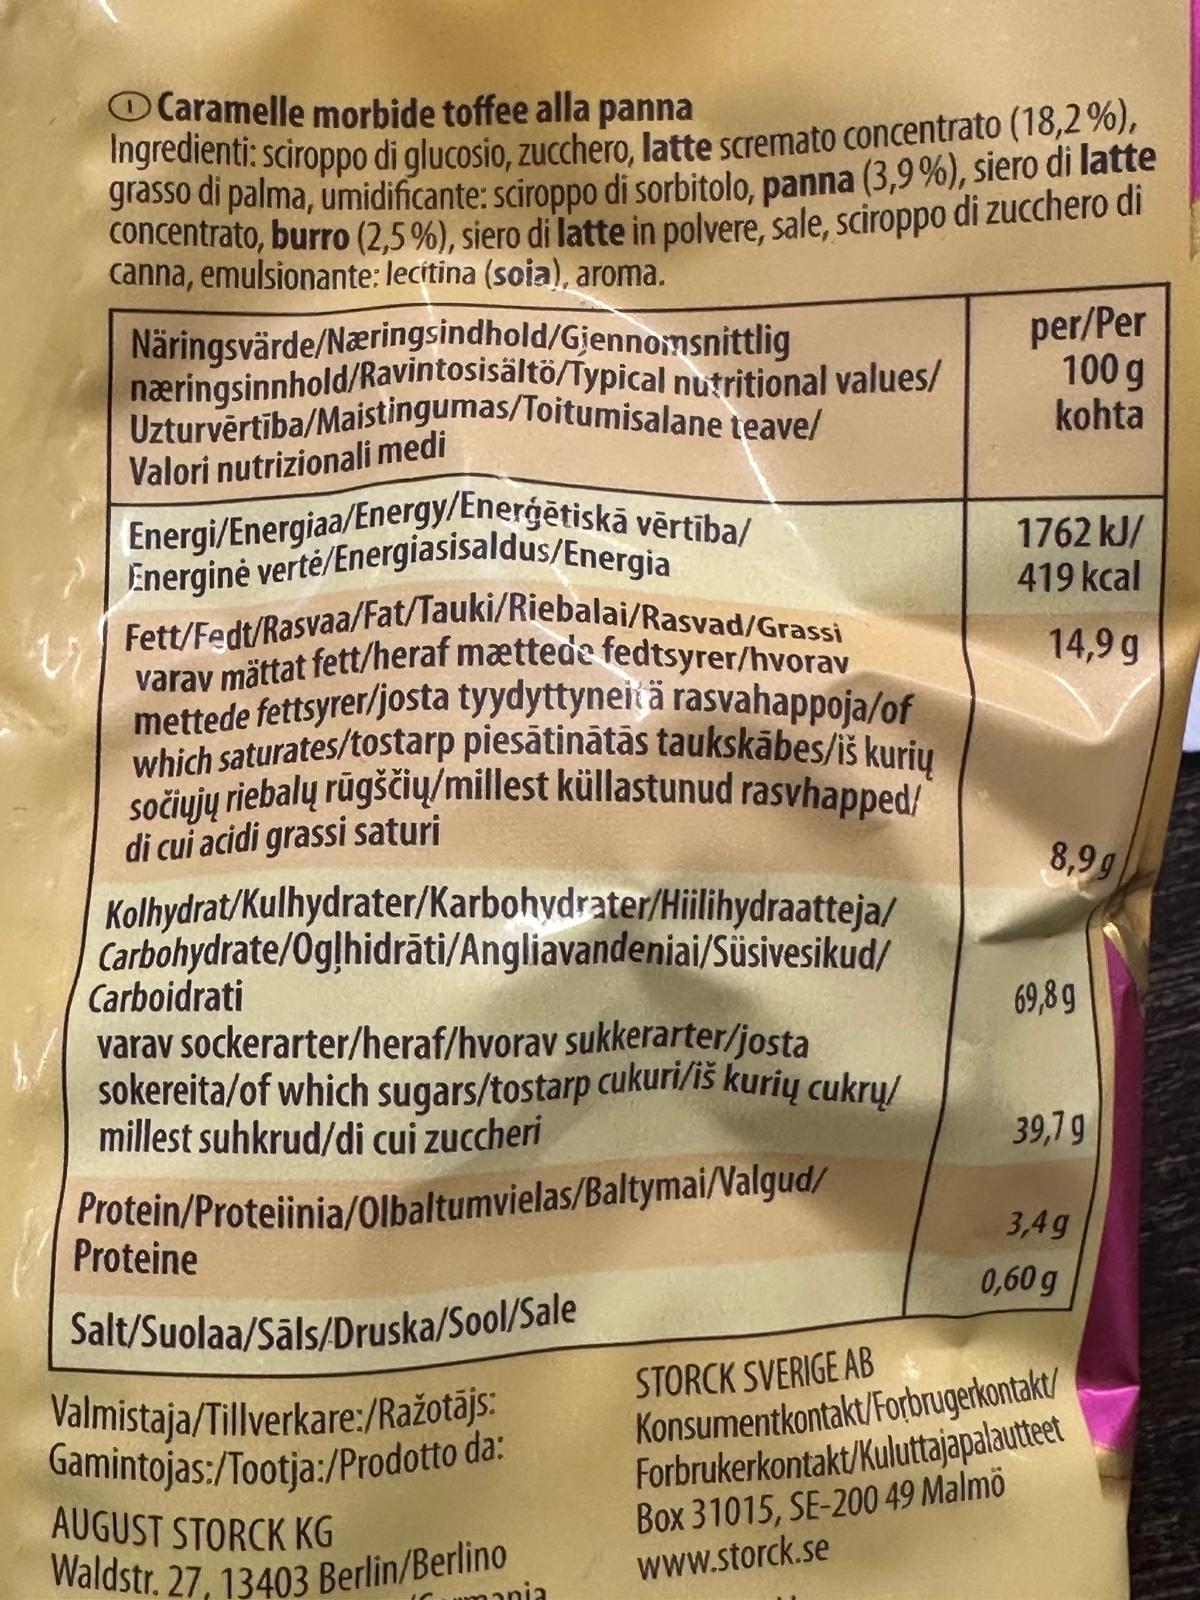 I Caramelle morbide toffee alla panna
Ingredienti: sciroppo di glucosio, zucchero, latte scremato concentrato (18,2 %),
grasso di palma, umidificante: sciroppo di sorbitolo, panna (3,9 %), siero di latte
concentrato, burro (2,5 %), siero di latte in polvere, sale, sciroppo di zucchero di
canna, emulsionante: lecitina (soia), aroma.
Näringsvärde/Næringsindhold/Gjennomsnittlig
næringsinnhold/Ravintosisältö/Typical nutritional values/
Uzturvērtība/Maistingumas/Toitumisalane teave/
Valori nutrizionali medi
per/Per
100 g
kohta
Energi/Energiaa/Energy/Enerģētiskā vērtība/
Energinė vertė/Energiasisaldus/Energia
1762 kJ/
419 kcal
Fett/Fedt/Rasvaa/Fat/Tauki/Riebalai/Rasvad/Grassi
14,9 g
varav mättat fett/heraf mættede fedtsyrer/hvorav
mettede fettsyrer/josta tyydyttyneitä rasvahappoja/of
which saturates/tostarp piesātinātās taukskābes/iš kurių
sočiųjų riebalų rūgščių/millest küllastunud rasvhapped/
di cui acidi grassi saturi
8,9 g
Kolhydrat/Kulhydrater/Karbohydrater/Hiilihydraatteja/
Carbohydrate/Ogļhidrāti/Angliavandeniai/Süsivesikud/
Carboidrati
69,8 g
varav sockerarter/heraf/hvorav sukkerarter/josta
sokereita/of which sugars/tostarp cukuri/iš kurių cukrų/
millest suhkrud/di cui zuccheri
39,7 g
Protein/Proteiinia/Olbaltumvielas/Baltymai/Valgud/
Proteine
3,4 g
Salt/Suolaa/Sāls/Druska/Sool/Sale
0,60 g
Valmistaja/Tillverkare:/Ražotājs:
Gamintojas:/Tootja:/Prodotto da:
AUGUST STORCK KG
Waldstr. 27, 13403 Berlin/Berlino
STORCK SVERIGE AB
Konsumentkontakt/Forbrugerkontakt/
Forbrukerkontakt/Kuluttajapalautteet
Box 31015, SE-200 49 Malmö
www.storck.se